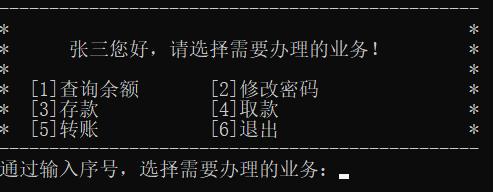 ------------------------------------------------
*                                              *
*      张三您好，请选择需要办理的业务！        *
*                                              *
*  [1]查询余额       [2]修改密码               *
*  [3]存款           [4]取款                   *
*  [5]转账           [6]退出                   *
------------------------------------------------
通过输入序号，选择需要办理的业务：